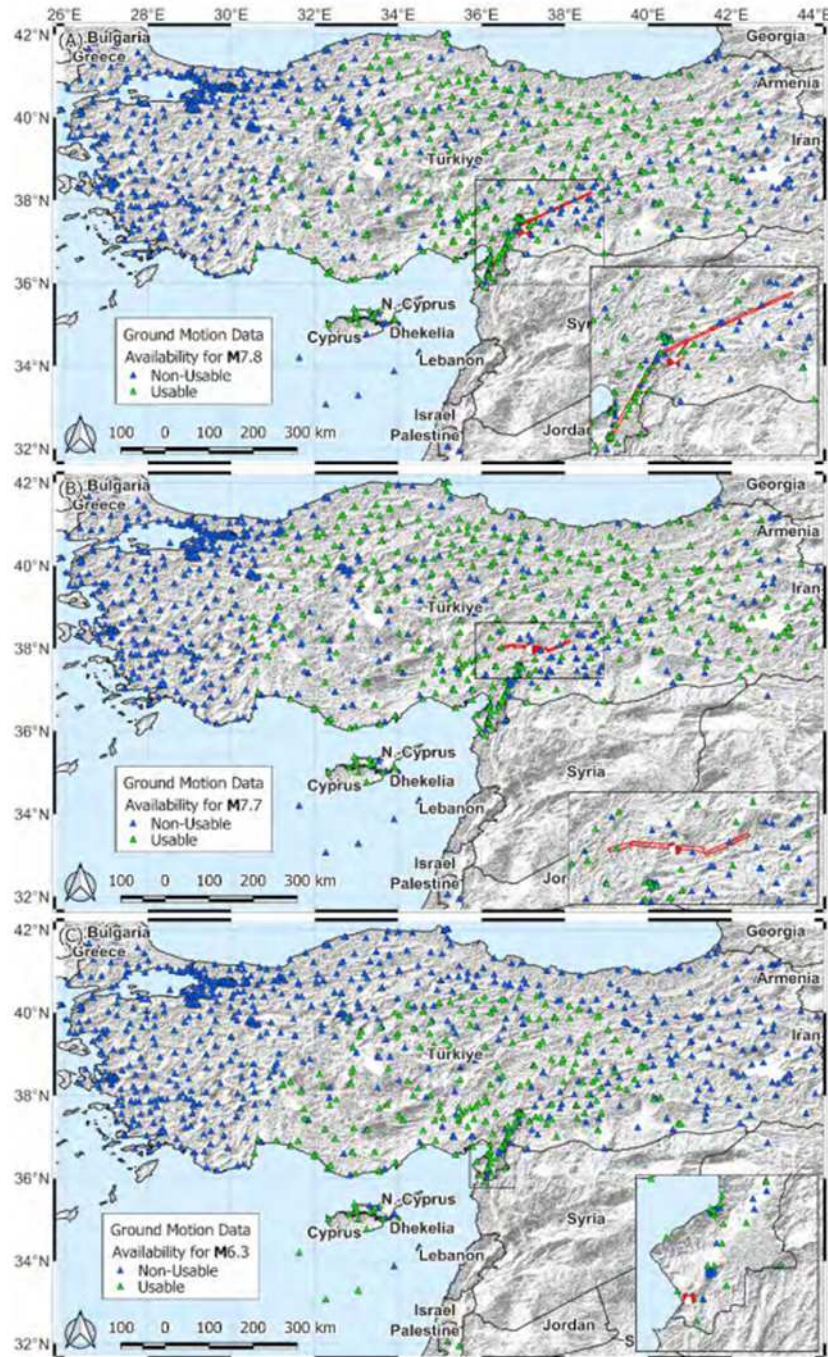 26°E 28°E 30°E 32°E 34°E 36°E 38°E 40°E 42°E 44°E
42°N
(A) Bulgaria
Georgia
Greece
Armenia
40°N
Iran
Türkiye
38°N
36°N
N.-Cyprus
Cyprus
Dhekelia
Ground Motion Data
Availability for M7.8
Non-Usable
Usable
34°N
Lebanon
Israel
Palestine
32°N
100 0 100 200 300 km
42°N
(B) Bulgaria
Georgia
Greece
Armenia
40°N
Iran
Türkiye
38°N
36°N
N.-Cyprus
Syria
Cyprus
Dhekelia
Ground Motion Data
Availability for M7.7
Non-Usable
Usable
34°N
Lebanon
Israel
Palestine
32°N
100 0 100 200 300 km
42°N
(C) Bulgaria
Georgia
Greece
Armenia
40°N
Iran
Türkiye
38°N
36°N
N.-Cyprus
Syria
Cyprus
Dhekelia
Ground Motion Data
Availability for M6.3
Non-Usable
Usable
34°N
Lebanon
Israel
Palestine
Jordan
32°N
100 0 100 200 300 km